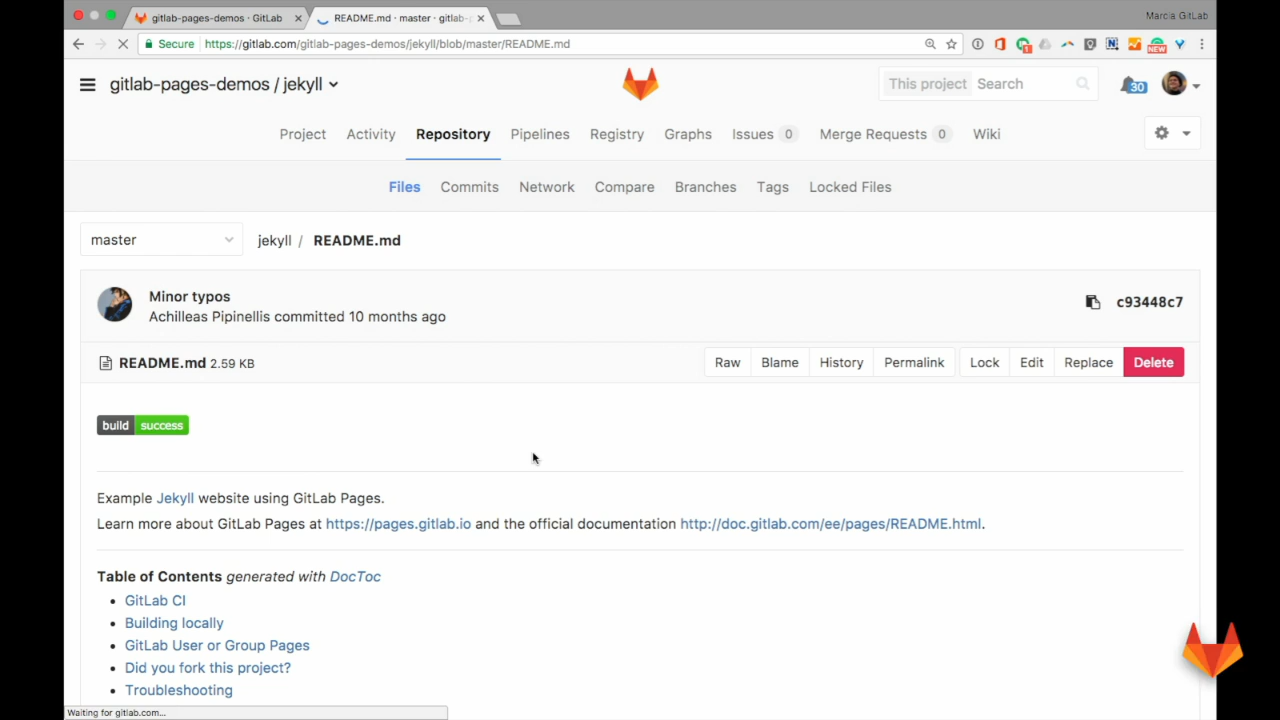 gitlab-pages-demos · GitLab
README.md · master · gitlab-
Marcia GitLab
Secure https://gitlab.com/gitlab-pages-demos/jekyll/blob/master/README.md
gitlab-pages-demos / jekyll
This project Search
30
Project Activity Repository Pipelines Registry Graphs Issues 0 Merge Requests 0 Wiki
Files Commits Network Compare Branches Tags Locked Files
master
jekyll / README.md
Minor typos
Achilleas Pipinellis committed 10 months ago
c93448c7
README.md 2.59 KB
Raw Blame History Permalink Lock Edit Replace Delete
build success
Example Jekyll website using GitLab Pages.
Learn more about GitLab Pages at https://pages.gitlab.io and the official documentation http://doc.gitlab.com/ee/pages/README.html.
Table of Contents generated with DocToc
• GitLab CI
• Building locally
• GitLab User or Group Pages
• Did you fork this project?
• Troubleshooting
Waiting for gitlab.com...